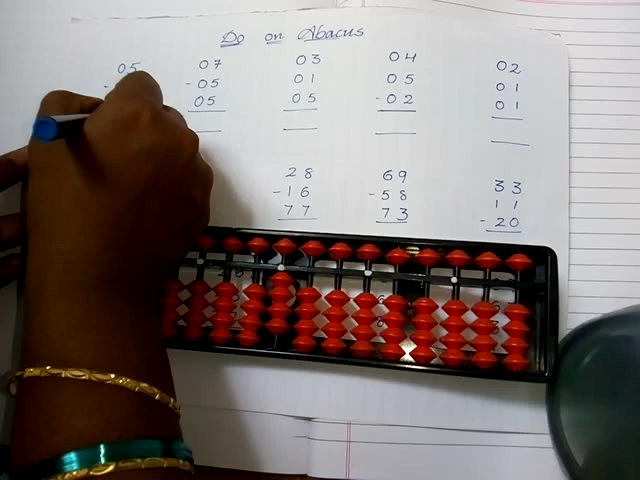 Do on Abacus
05 07 03 04 02
- -05 01 05 01
05 05 -02 01
28 69 33
-16 -58 11
77 73 -20